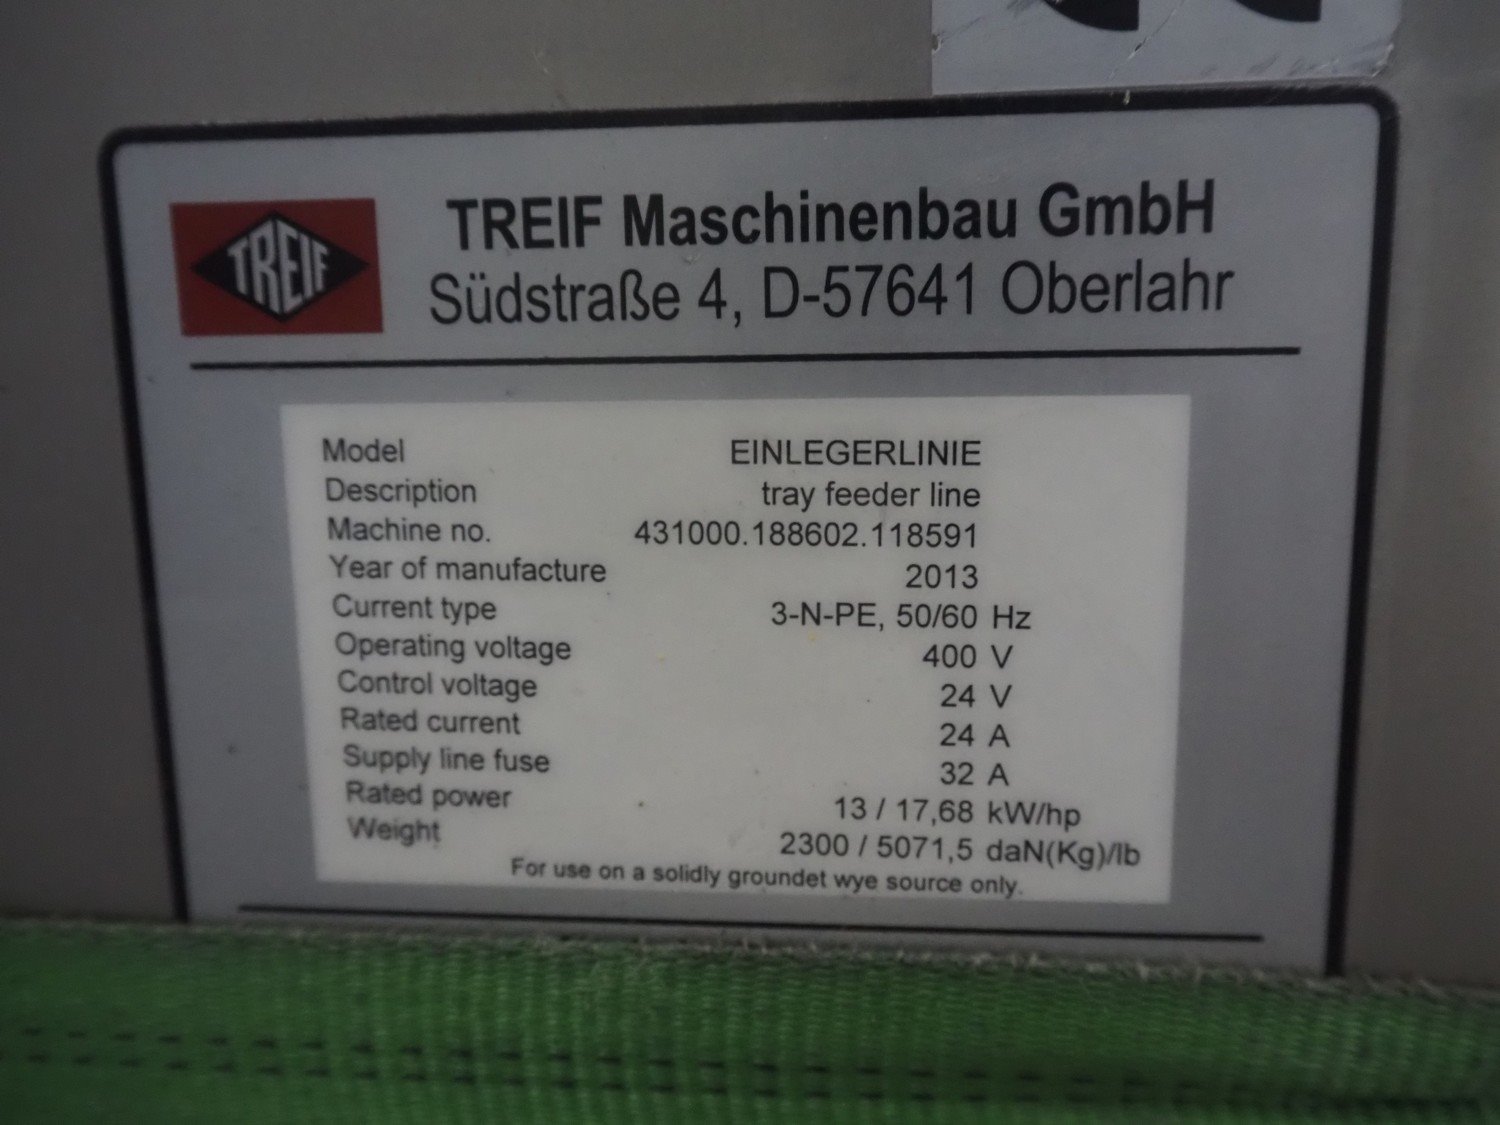 TREIF
TREIF Maschinenbau GmbH
Südstraße 4, D-57641 Oberlahr
Model EINLEGERLINIE
Description tray feeder line
Machine no. 431000.188602.118591
Year of manufacture 2013
Current type 3-N-PE, 50/60 Hz
Operating voltage 400 V
Control voltage 24 V
Rated current 24 A
Supply line fuse 32 A
Rated power 13 / 17,68 kW/hp
Weight 2300 / 5071,5 daN(Kg)/lb
For use on a solidly groundet wye source only.